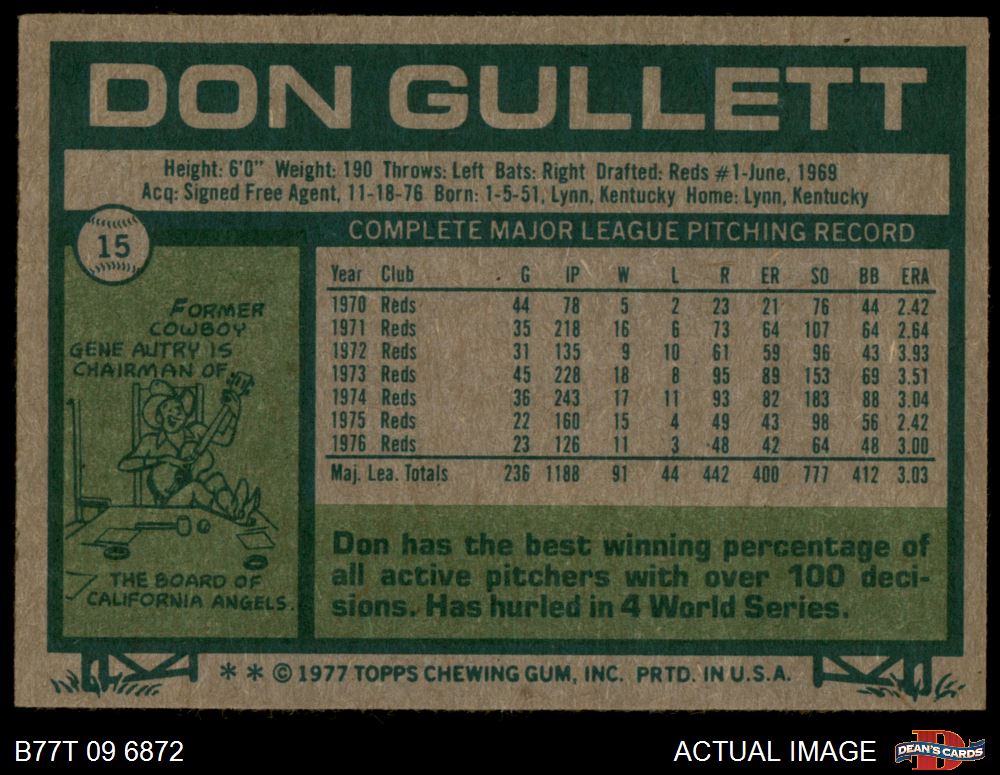 DON GULLETT
Height: 6'0" Weight: 190 Throws: Left Bats: Right Drafted: Reds #1-June, 1969
Acq: Signed Free Agent, 11-18-76 Born: 1-5-51, Lynn, Kentucky Home: Lynn, Kentucky
15
COMPLETE MAJOR LEAGUE PITCHING RECORD
Year Club G IP W L R ER SO BB ERA
1970 Reds 44 78 5 2 23 21 76 44 2.42
1971 Reds 35 218 16 6 73 64 107 64 2.64
1972 Reds 31 135 9 10 61 59 96 43 3.93
1973 Reds 45 228 18 8 95 89 153 69 3.51
1974 Reds 36 243 17 11 93 82 183 88 3.04
1975 Reds 22 160 15 4 49 43 98 56 2.42
1976 Reds 23 126 11 3 48 42 64 48 3.00
Maj. Lea. Totals 236 1188 91 44 442 400 777 412 3.03
FORMER
COWBOY
GENE AUTRY IS
CHAIRMAN OF
THE BOARD OF
CALIFORNIA ANGELS.
Don has the best winning percentage of
all active pitchers with over 100 deci-
sions. Has hurled in 4 World Series.
** © 1977 TOPPS CHEWING GUM, INC. PRTD. IN U.S.A.
B77T 09 6872
ACTUAL IMAGE
D
DEAN'S CARDS